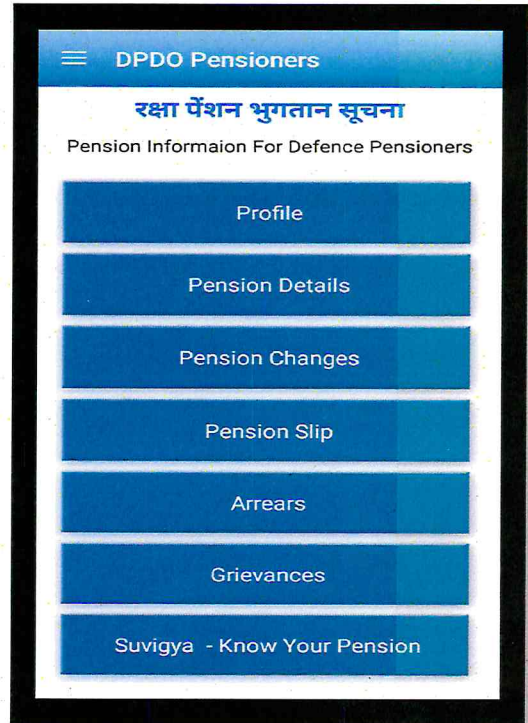 DPDO Pensioners
रक्षा पेंशन भुगतान सूचना
Pension Informaion For Defence Pensioners
Profile
Pension Details
Pension Changes
Pension Slip
Arrears
Grievances
Suvigya - Know Your Pension